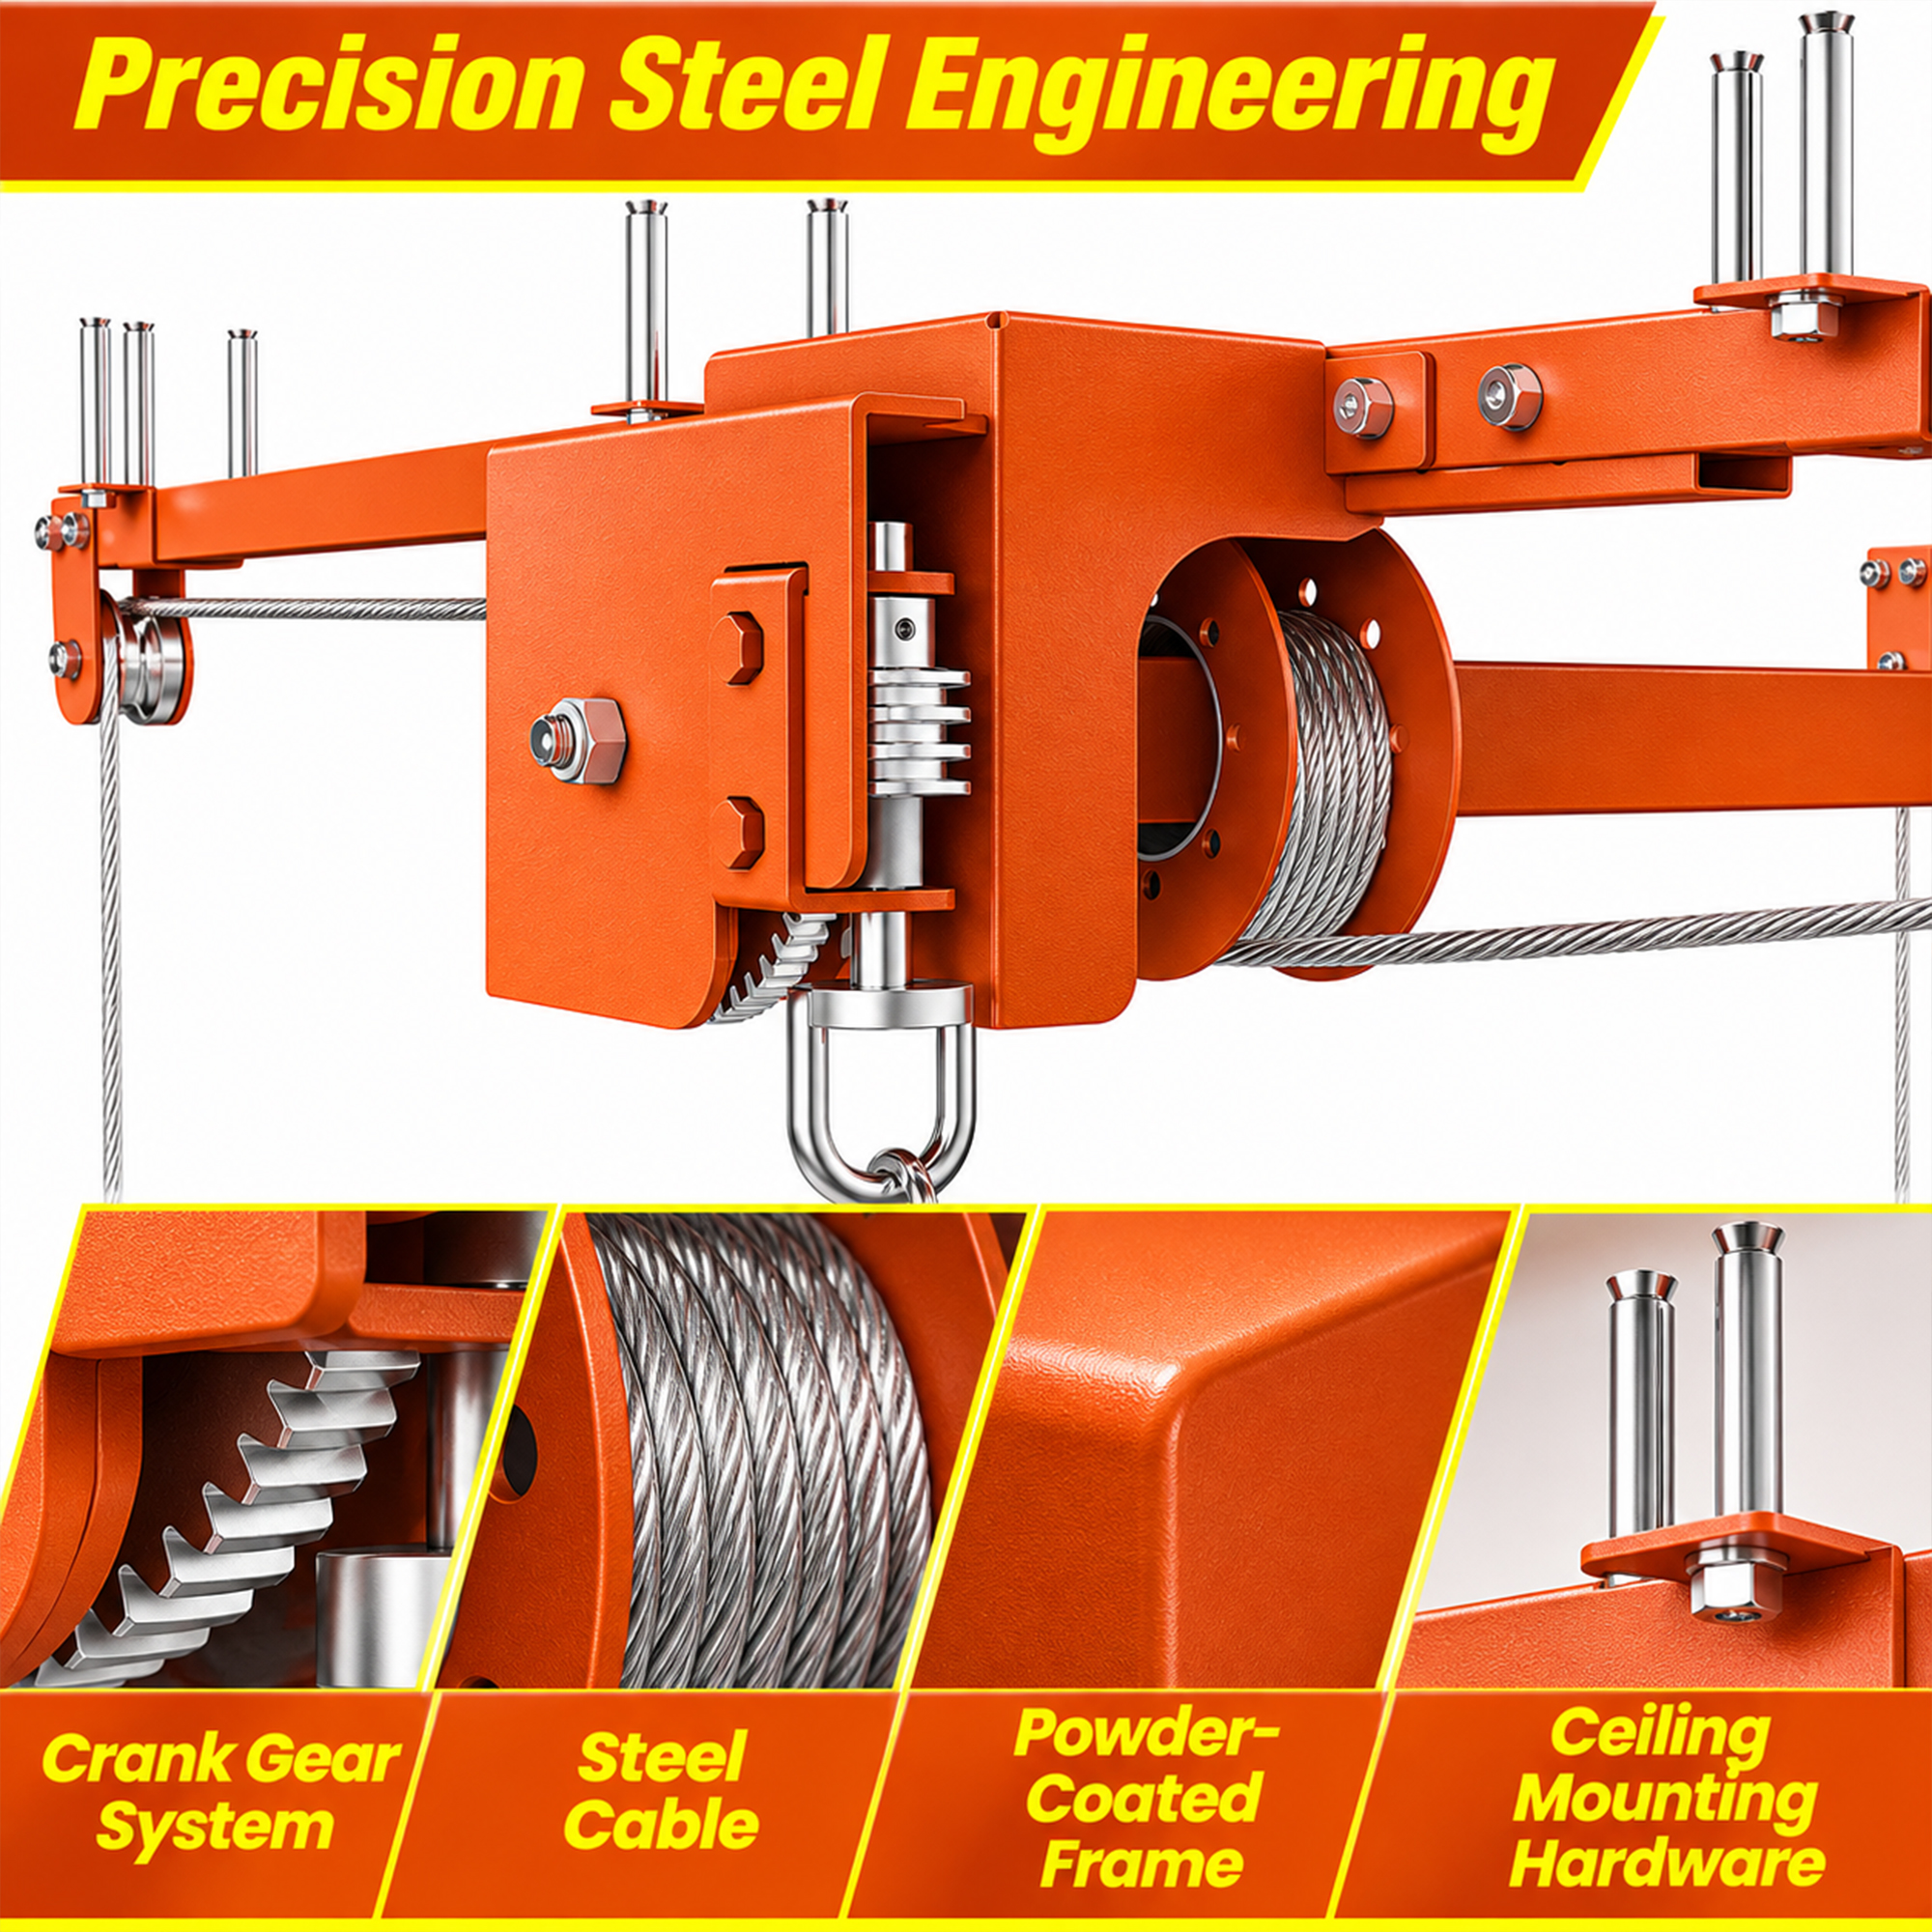 Precision Steel Engineering
Crank Gear
System
Steel
Cable
Powder-
Coated
Frame
Ceiling
Mounting
Hardware